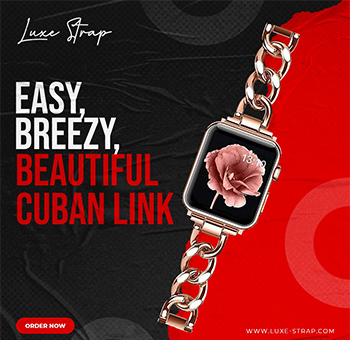 Luxe Strap
EASY,
BREEZY,
BEAUTIFUL
CUBAN LINK
ORDER NOW
WWW.LUXE-STRAP.COM